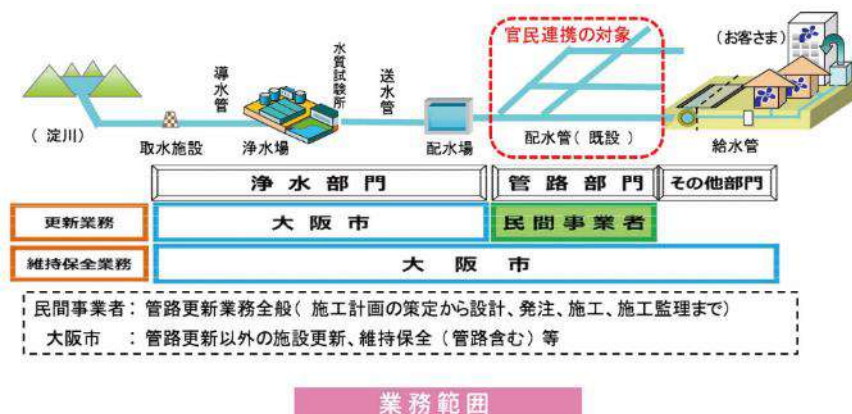 官民連携の対象
(お客さま)
導水管
水質試験所
送水管
(淀川)
取水施設
浄水場
配水場
配水管(既設)
給水管
浄水部門
管路部門
その他部門
更新業務
大阪市
民間事業者
維持保全業務
大阪市
民間事業者：管路更新業務全般(施工計画の策定から設計、発注、施工、施工監理まで)
大阪市：管路更新以外の施設更新、維持保全(管路含む)等
業務範囲